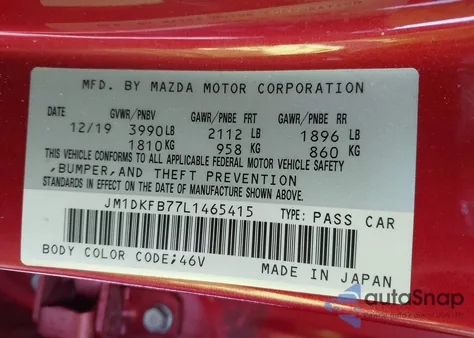 MFD. BY MAZDA MOTOR CORPORATION
DATE GVWR/PNBV GAWR/PNBE FRT GAWR/PNBE RR
12/19 3990LB 2112 LB 1896 LB
1810KG 958 KG 860 KG
THIS VEHICLE CONFORMS TO ALL APPLICABLE FEDERAL MOTOR VEHICLE SAFETY
,BUMPER,AND THEFT PREVENTION
STANDARDS IN EFFECT ON THE DATE OF MANUFACTURE SHOWN ABOVE.
JM1DKFB77L1465415 TYPE: PASS CAR
BODY COLOR CODE;46V
MADE IN JAPAN
autoSnap